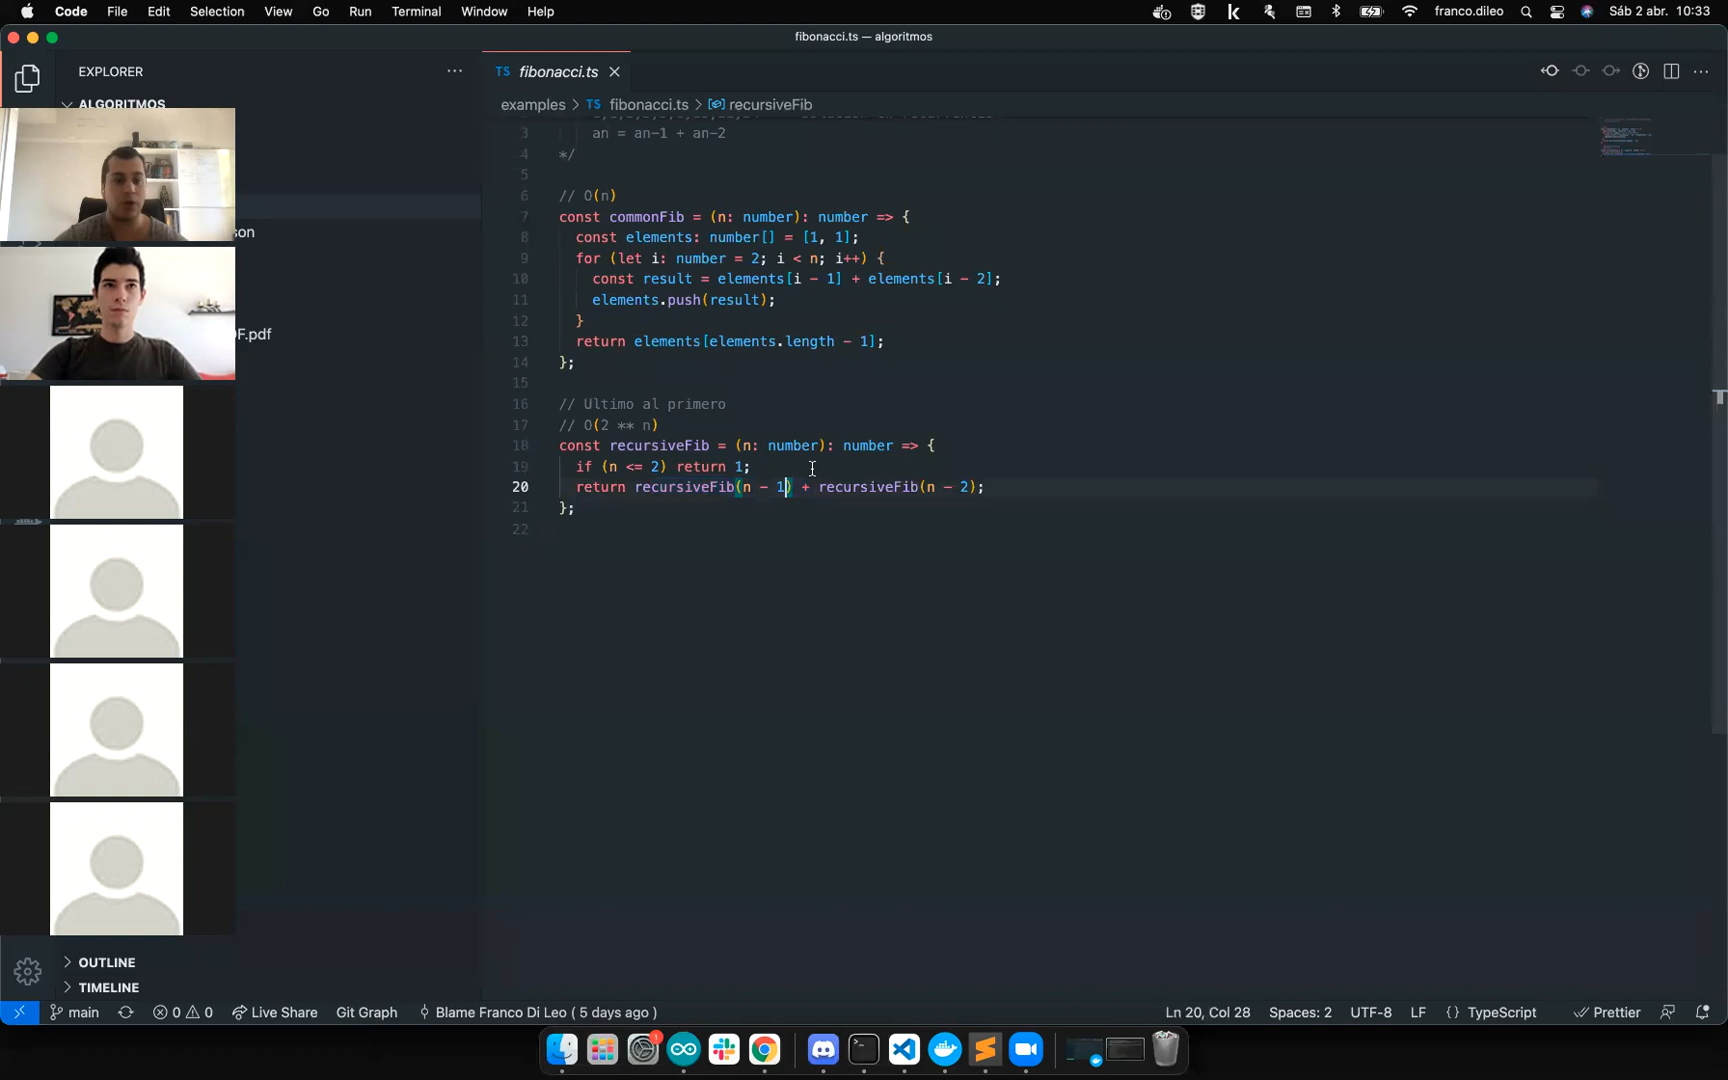 Code File Edit Selection View Go Run Terminal Window Help franco.dileo Sáb 2 abr. 10:33
fibonacci.ts — algoritmos
EXPLORER
TS fibonacci.ts
ALGORITMOS
examples > TS fibonacci.ts > recursiveFib
3 an = an-1 + an-2
4 */
5
6 // O(n)
7 const commonFib = (n: number): number => {
8 const elements: number[] = [1, 1];
9 for (let i: number = 2; i < n; i++) {
10 const result = elements[i - 1] + elements[i - 2];
11 elements.push(result);
12 }
13 return elements[elements.length - 1];
14 };
15
16 // Ultimo al primero
17 // O(2 ** n)
18 const recursiveFib = (n: number): number => {
19 if (n <= 2) return 1;
20 return recursiveFib(n - 1) + recursiveFib(n - 2);
21 };
22
son
F.pdf
OUTLINE
TIMELINE
main 0 0 Live Share Git Graph Blame Franco Di Leo ( 5 days ago ) Ln 20, Col 28 Spaces: 2 UTF-8 LF {} TypeScript Prettier
1